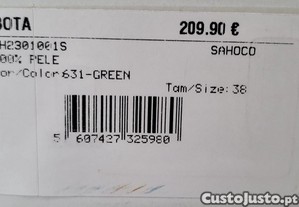 BOTA 209.90 €
H2301001S
SAHOCO
00% PELE
or/Color 631-GREEN
Tam/Size: 38
5 607427 325980
CustoJusto.pt